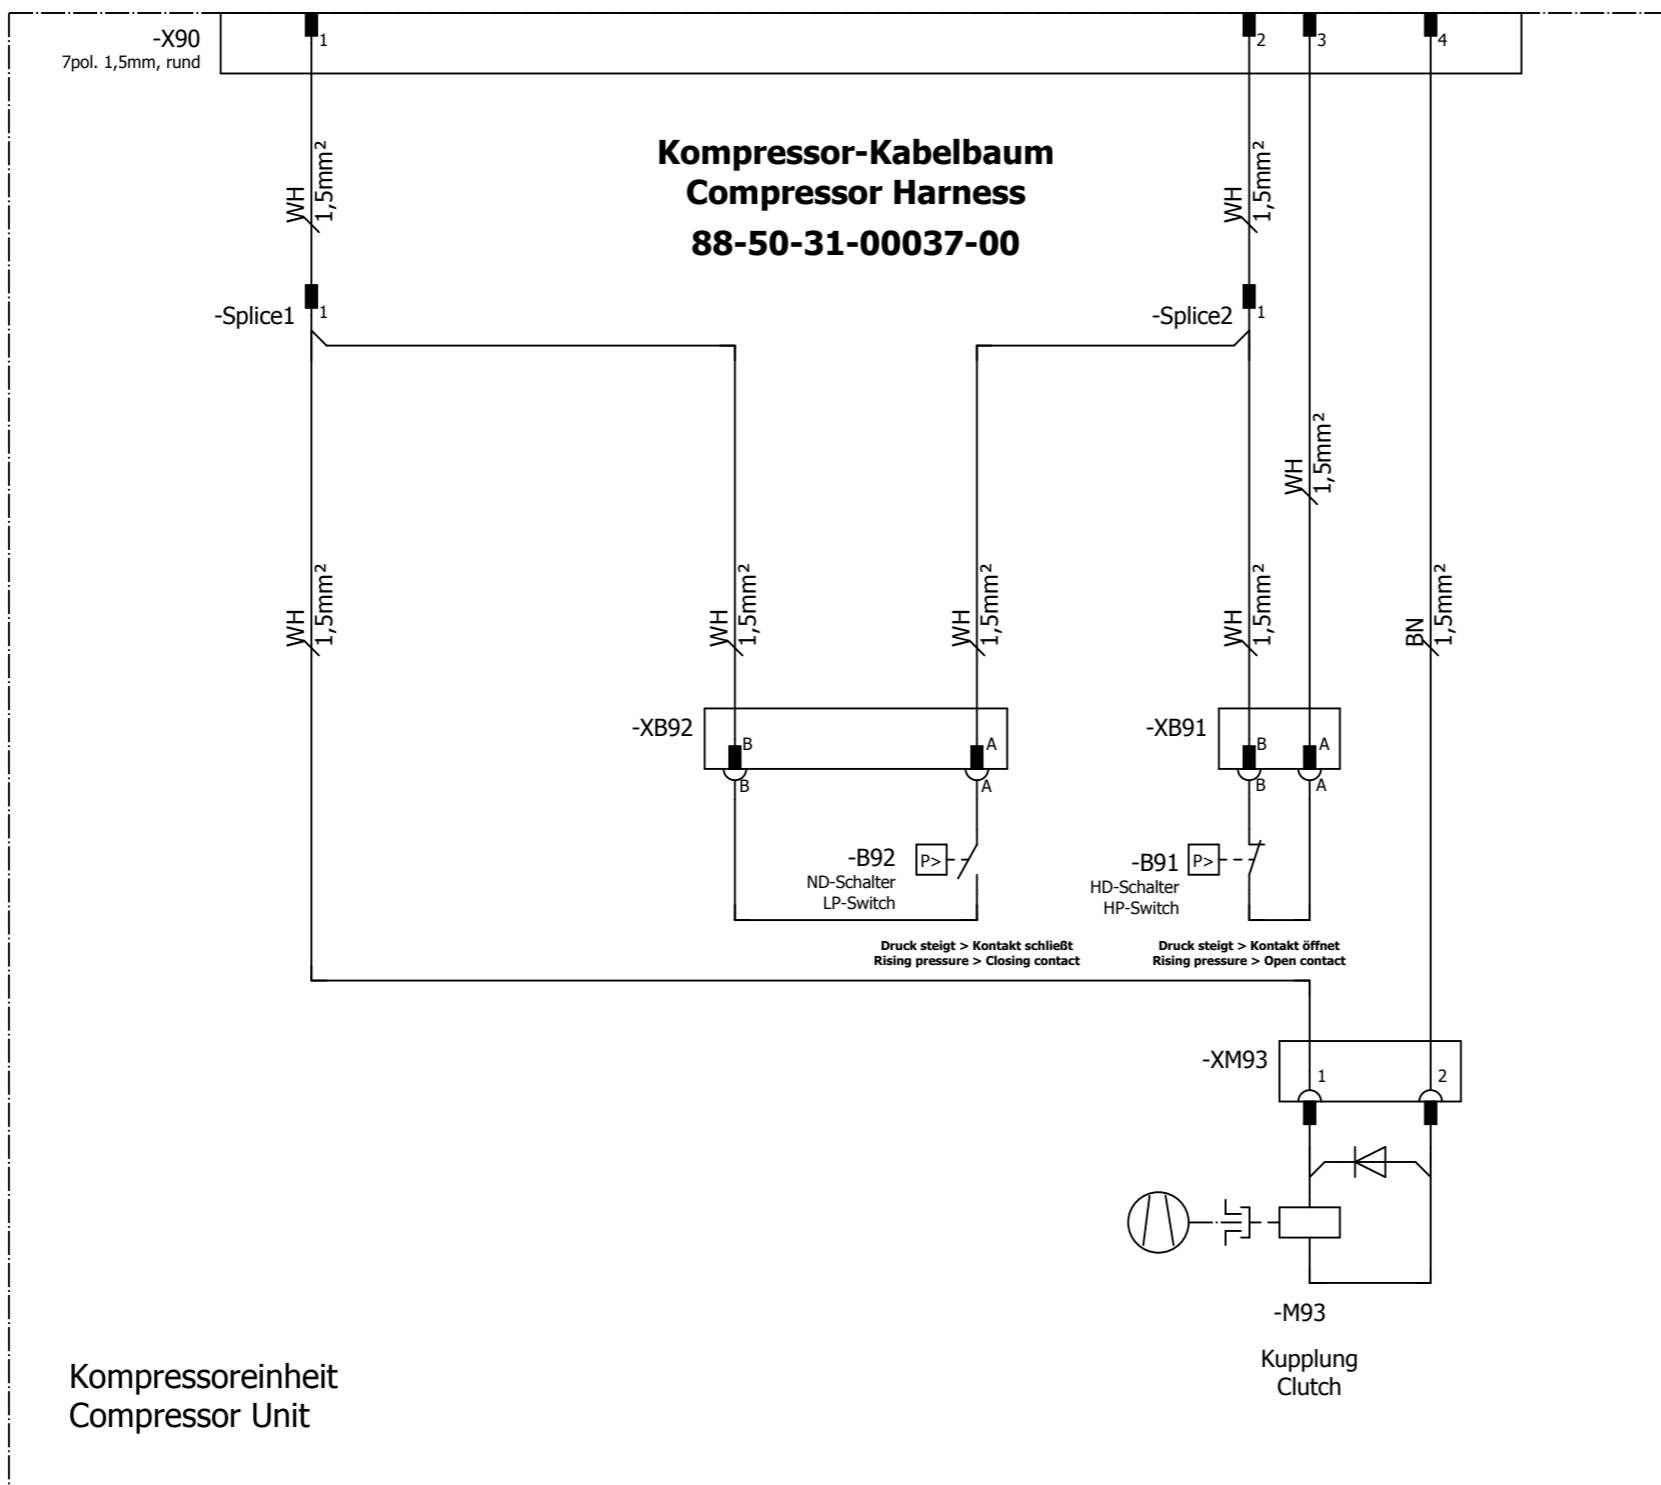 -X90
7pol. 1,5mm, rund
1
2
3
4
Kompressor-Kabelbaum
Compressor Harness
88-50-31-00037-00
WH
1,5mm²
WH
1,5mm²
-Splice1
1
-Splice2
1
WH
1,5mm²
WH
1,5mm²
WH
1,5mm²
WH
1,5mm²
WH
1,5mm²
BN
1,5mm²
-XB92
B
A
B
A
-XB91
B
A
B
A
-B92
P>
ND-Schalter
LP-Switch
-B91
P>
HD-Schalter
HP-Switch
Druck steigt > Kontakt schließt
Rising pressure > Closing contact
Druck steigt > Kontakt öffnet
Rising pressure > Open contact
-XM93
1
2
-M93
Kupplung
Clutch
Kompressoreinheit
Compressor Unit